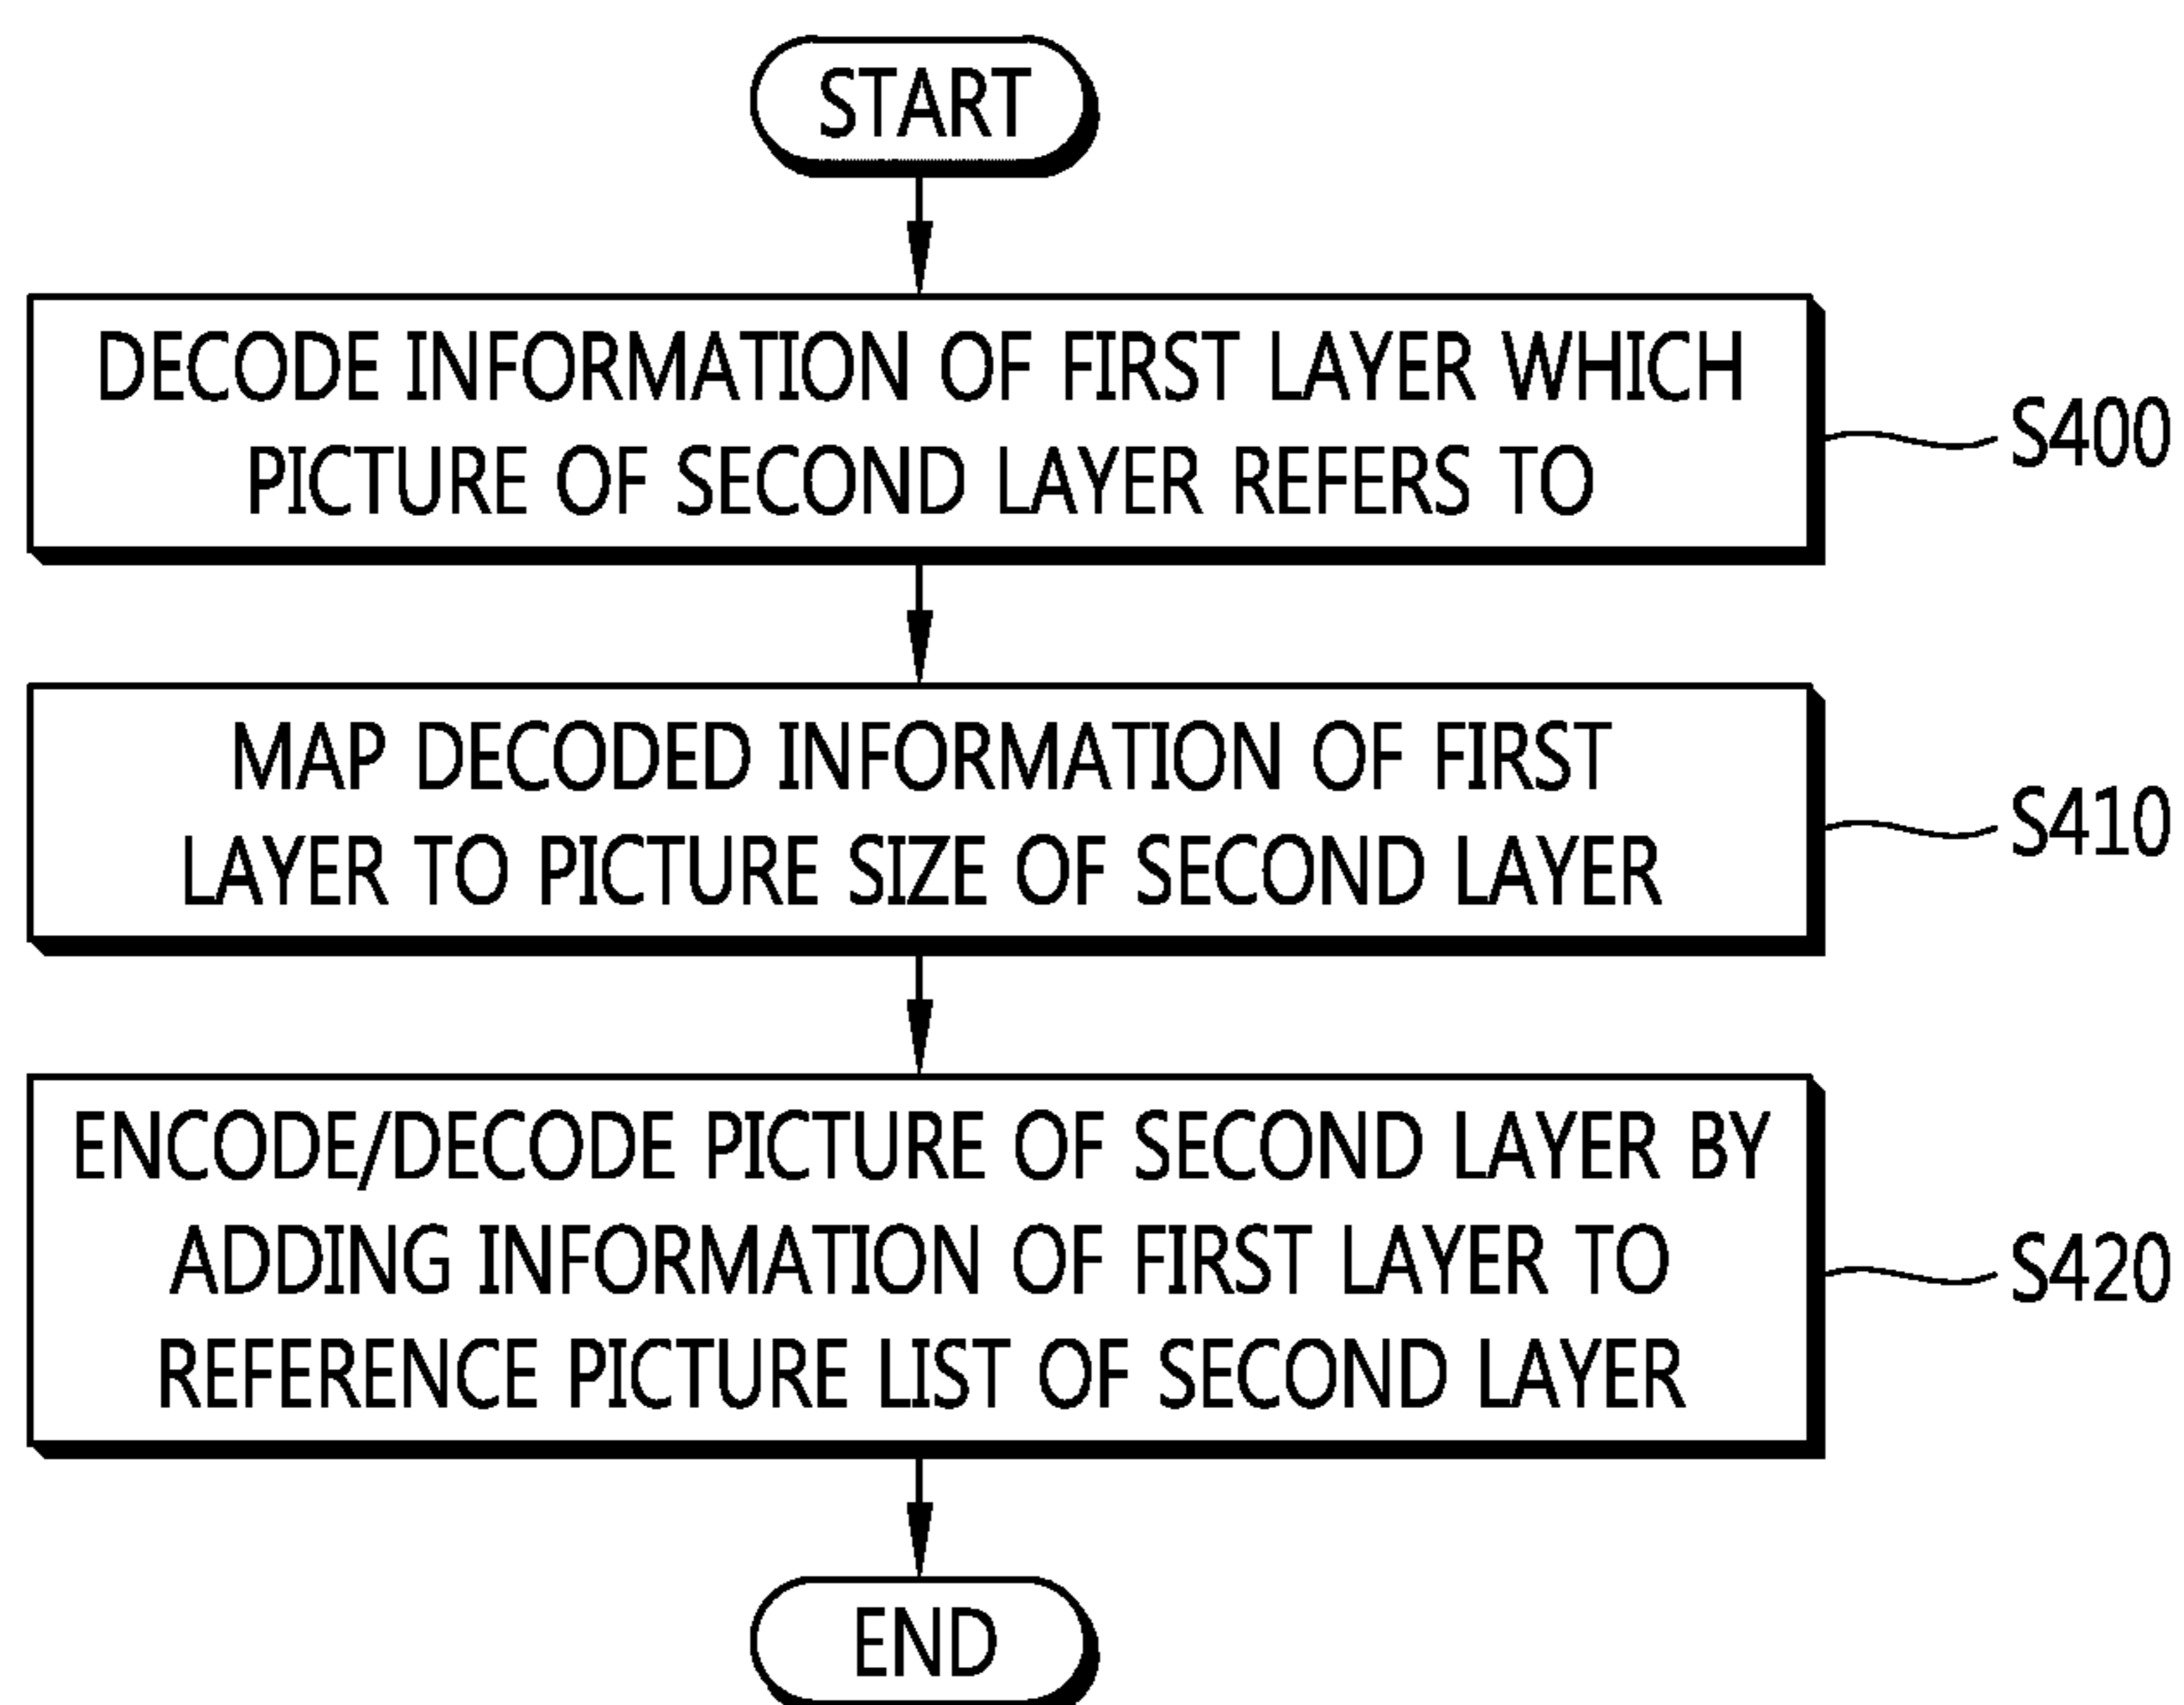 START
DECODE INFORMATION OF FIRST LAYER WHICH
PICTURE OF SECOND LAYER REFERS TO
S400
MAP DECODED INFORMATION OF FIRST
LAYER TO PICTURE SIZE OF SECOND LAYER
S410
ENCODE/DECODE PICTURE OF SECOND LAYER BY
ADDING INFORMATION OF FIRST LAYER TO
REFERENCE PICTURE LIST OF SECOND LAYER
S420
END